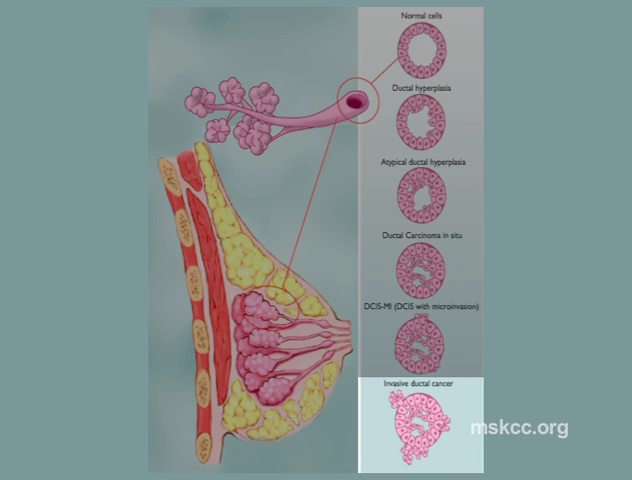 Normal cells
Ductal hyperplasia
Atypical ductal hyperplasia
Ductal Carcinoma in situ
DCIS-MI (DCIS with microinvasion)
Invasive ductal cancer
mskcc.org